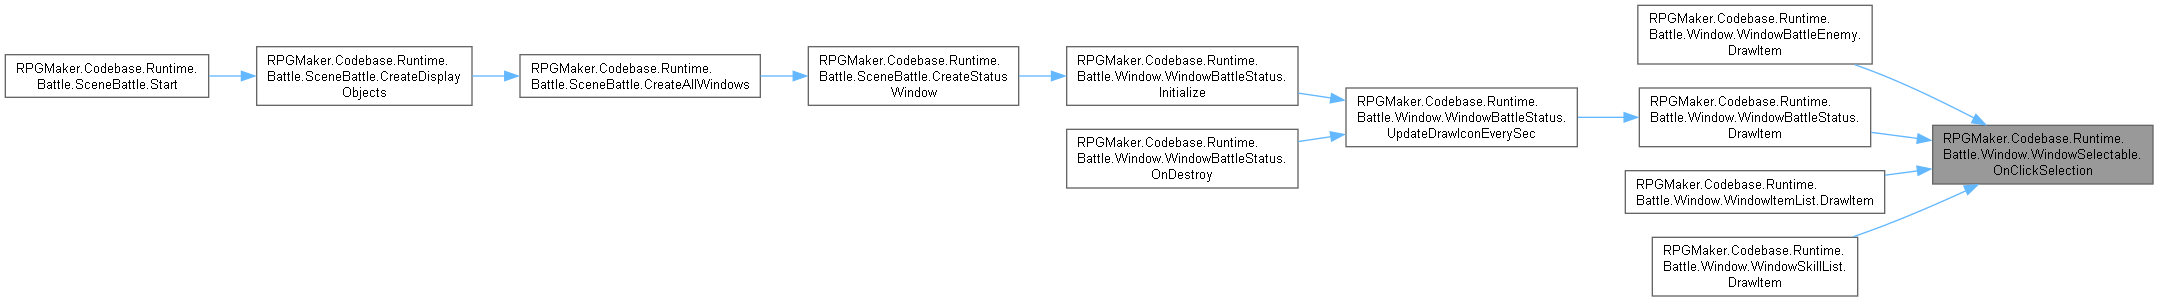 RPGMaker.Codebase.Runtime.
Battle.SceneBattle.Start
RPGMaker.Codebase.Runtime.
Battle.SceneBattle.CreateDisplay
Objects
RPGMaker.Codebase.Runtime.
Battle.SceneBattle.CreateAllWindows
RPGMaker.Codebase.Runtime.
Battle.SceneBattle.CreateStatus
Window
RPGMaker.Codebase.Runtime.
Battle.Window.WindowBattleStatus.
Initialize
RPGMaker.Codebase.Runtime.
Battle.Window.WindowBattleStatus.
OnDestroy
RPGMaker.Codebase.Runtime.
Battle.Window.WindowBattleStatus.
UpdateDrawIconEverySec
RPGMaker.Codebase.Runtime.
Battle.Window.WindowBattleEnemy.
DrawItem
RPGMaker.Codebase.Runtime.
Battle.Window.WindowBattleStatus.
DrawItem
RPGMaker.Codebase.Runtime.
Battle.Window.WindowItemList.DrawItem
RPGMaker.Codebase.Runtime.
Battle.Window.WindowSkillList.
DrawItem
RPGMaker.Codebase.Runtime.
Battle.Window.WindowSelectable.
OnClickSelection